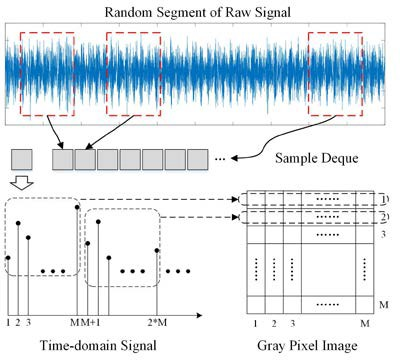 Random Segment of Raw Signal
Sample Deque
1
2
3
M
1 2 3 M M+1 2*M
1 2 3 M
Time-domain Signal Gray Pixel Image